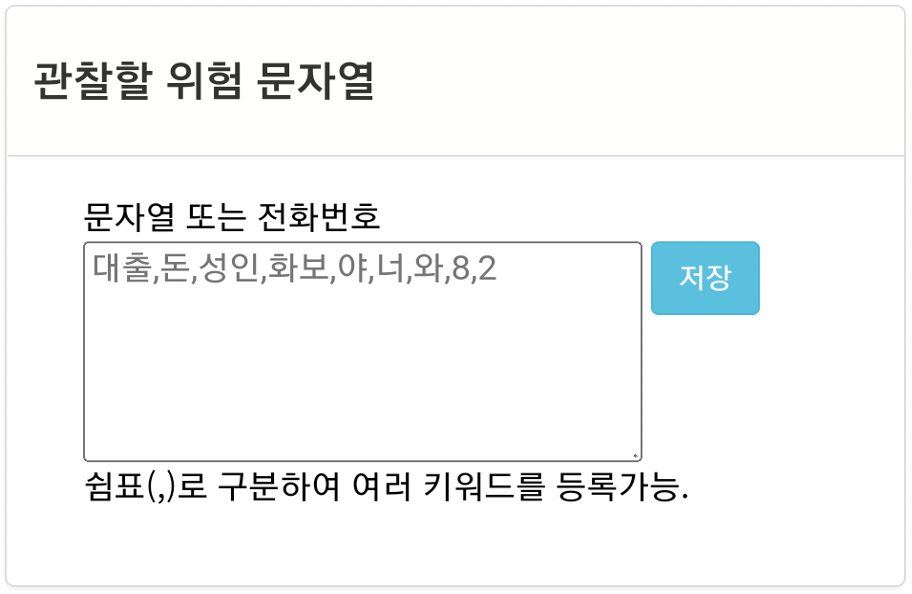 관찰할 위험 문자열
문자열 또는 전화번호
대출,돈,성인,화보,야,너,와,8,2
저장
쉼표(,)로 구분하여 여러 키워드를 등록가능.